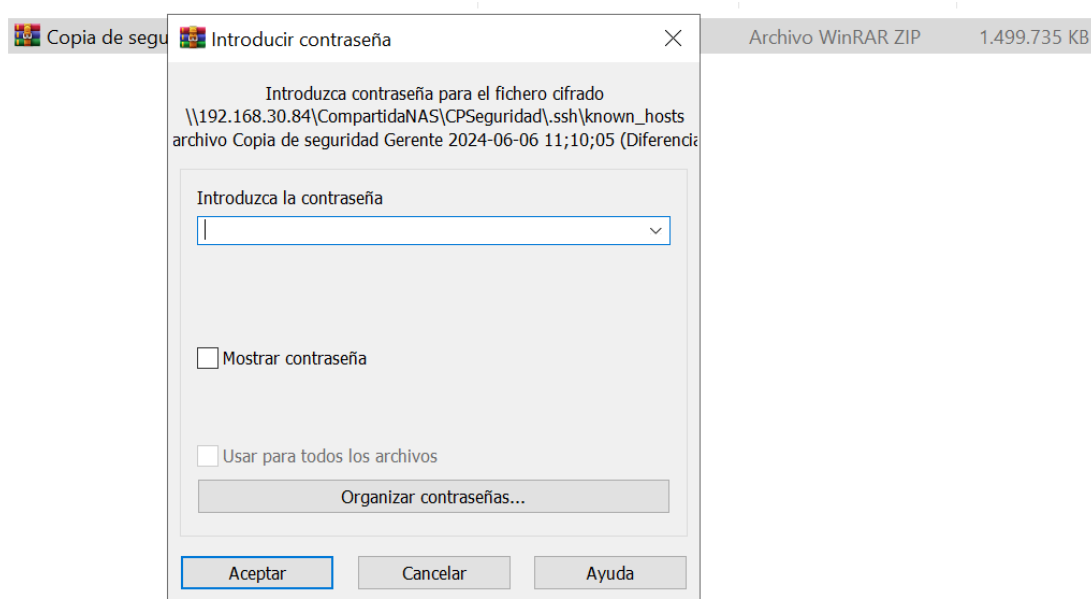 Copia de segu
Introducir contraseña
Archivo WinRAR ZIP
1.499.735 KB
Introduzca contraseña para el fichero cifrado
\\192.168.30.84\CompartidaNAS\CPSeguridad\.ssh\known_hosts
archivo Copia de seguridad Gerente 2024-06-06 11;10;05 (Diferencia
Introduzca la contraseña
Mostrar contraseña
Usar para todos los archivos
Organizar contraseñas...
Aceptar
Cancelar
Ayuda